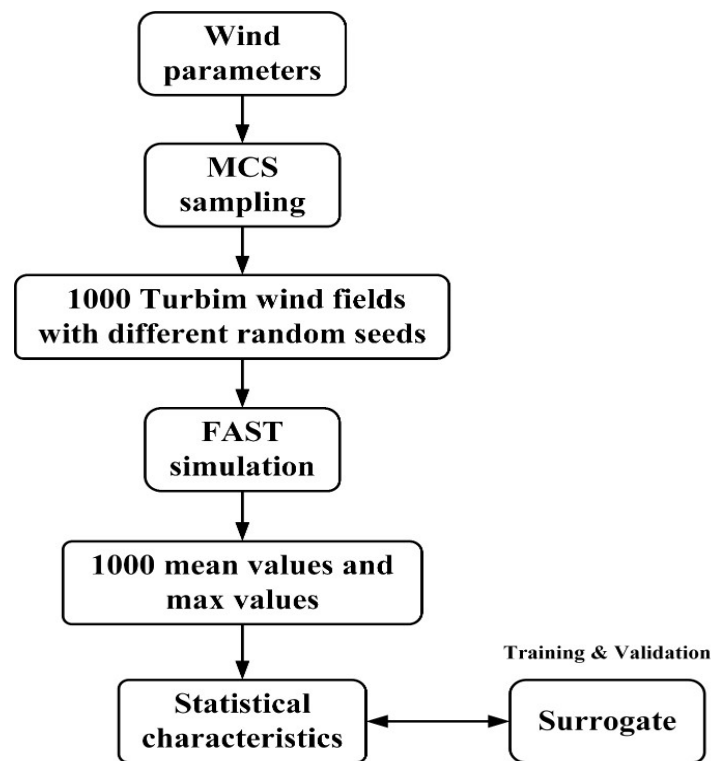 Wind
parameters
MCS
sampling
1000 Turbim wind fields
with different random seeds
FAST
simulation
1000 mean values and
max values
Statistical
characteristics
Training & Validation
Surrogate